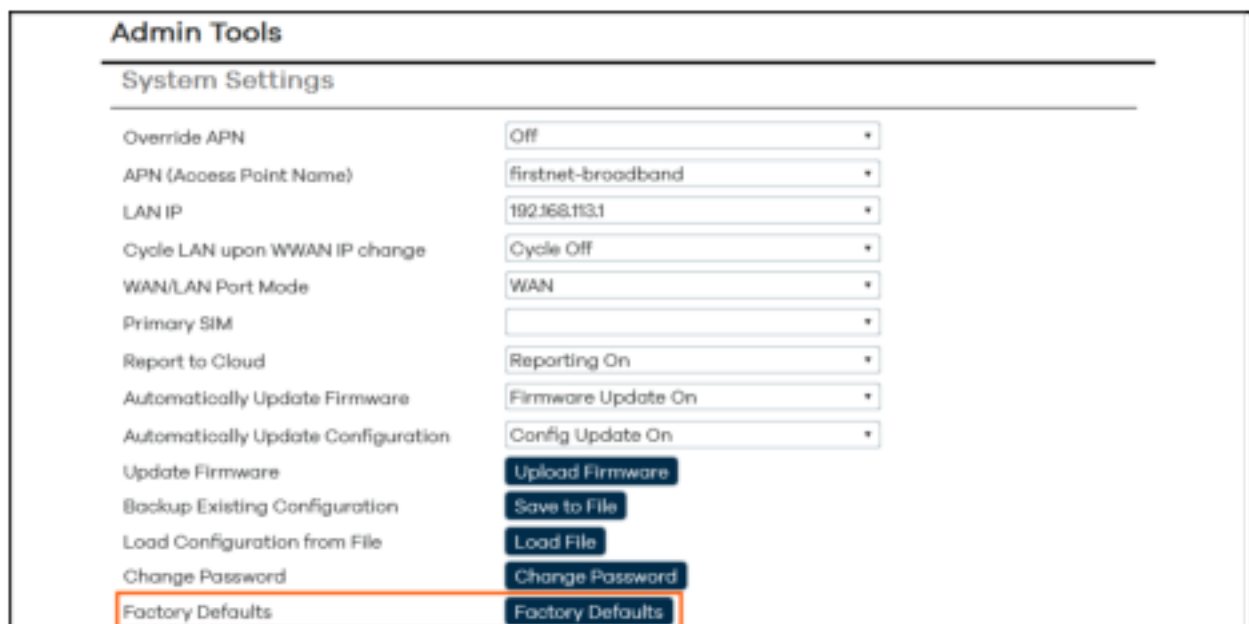 Admin Tools
System Settings
Override APN Off
APN (Access Point Name) firstnet-broadband
LAN IP 192.168.113.1
Cycle LAN upon WWAN IP change Cycle Off
WAN/LAN Port Mode WAN
Primary SIM
Report to Cloud Reporting On
Automatically Update Firmware Firmware Update On
Automatically Update Configuration Config Update On
Update Firmware Upload Firmware
Backup Existing Configuration Save to File
Load Configuration from File Load File
Change Password Change Password
Factory Defaults Factory Defaults